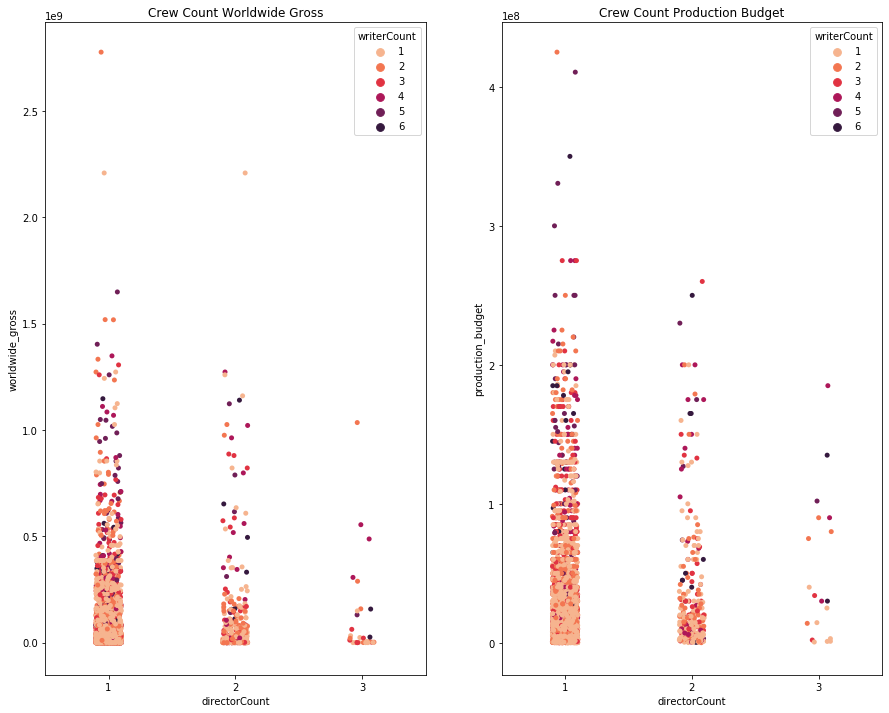 Crew Count Worldwide Gross
1e9
writerCount
1
2
3
4
5
6
2.5
2.0
1.5
1.0
0.5
0.0
worldwide_gross
1
2
3
directorCount
Crew Count Production Budget
1e8
writerCount
1
2
3
4
5
6
4
3
2
1
0
production_budget
1
2
3
directorCount